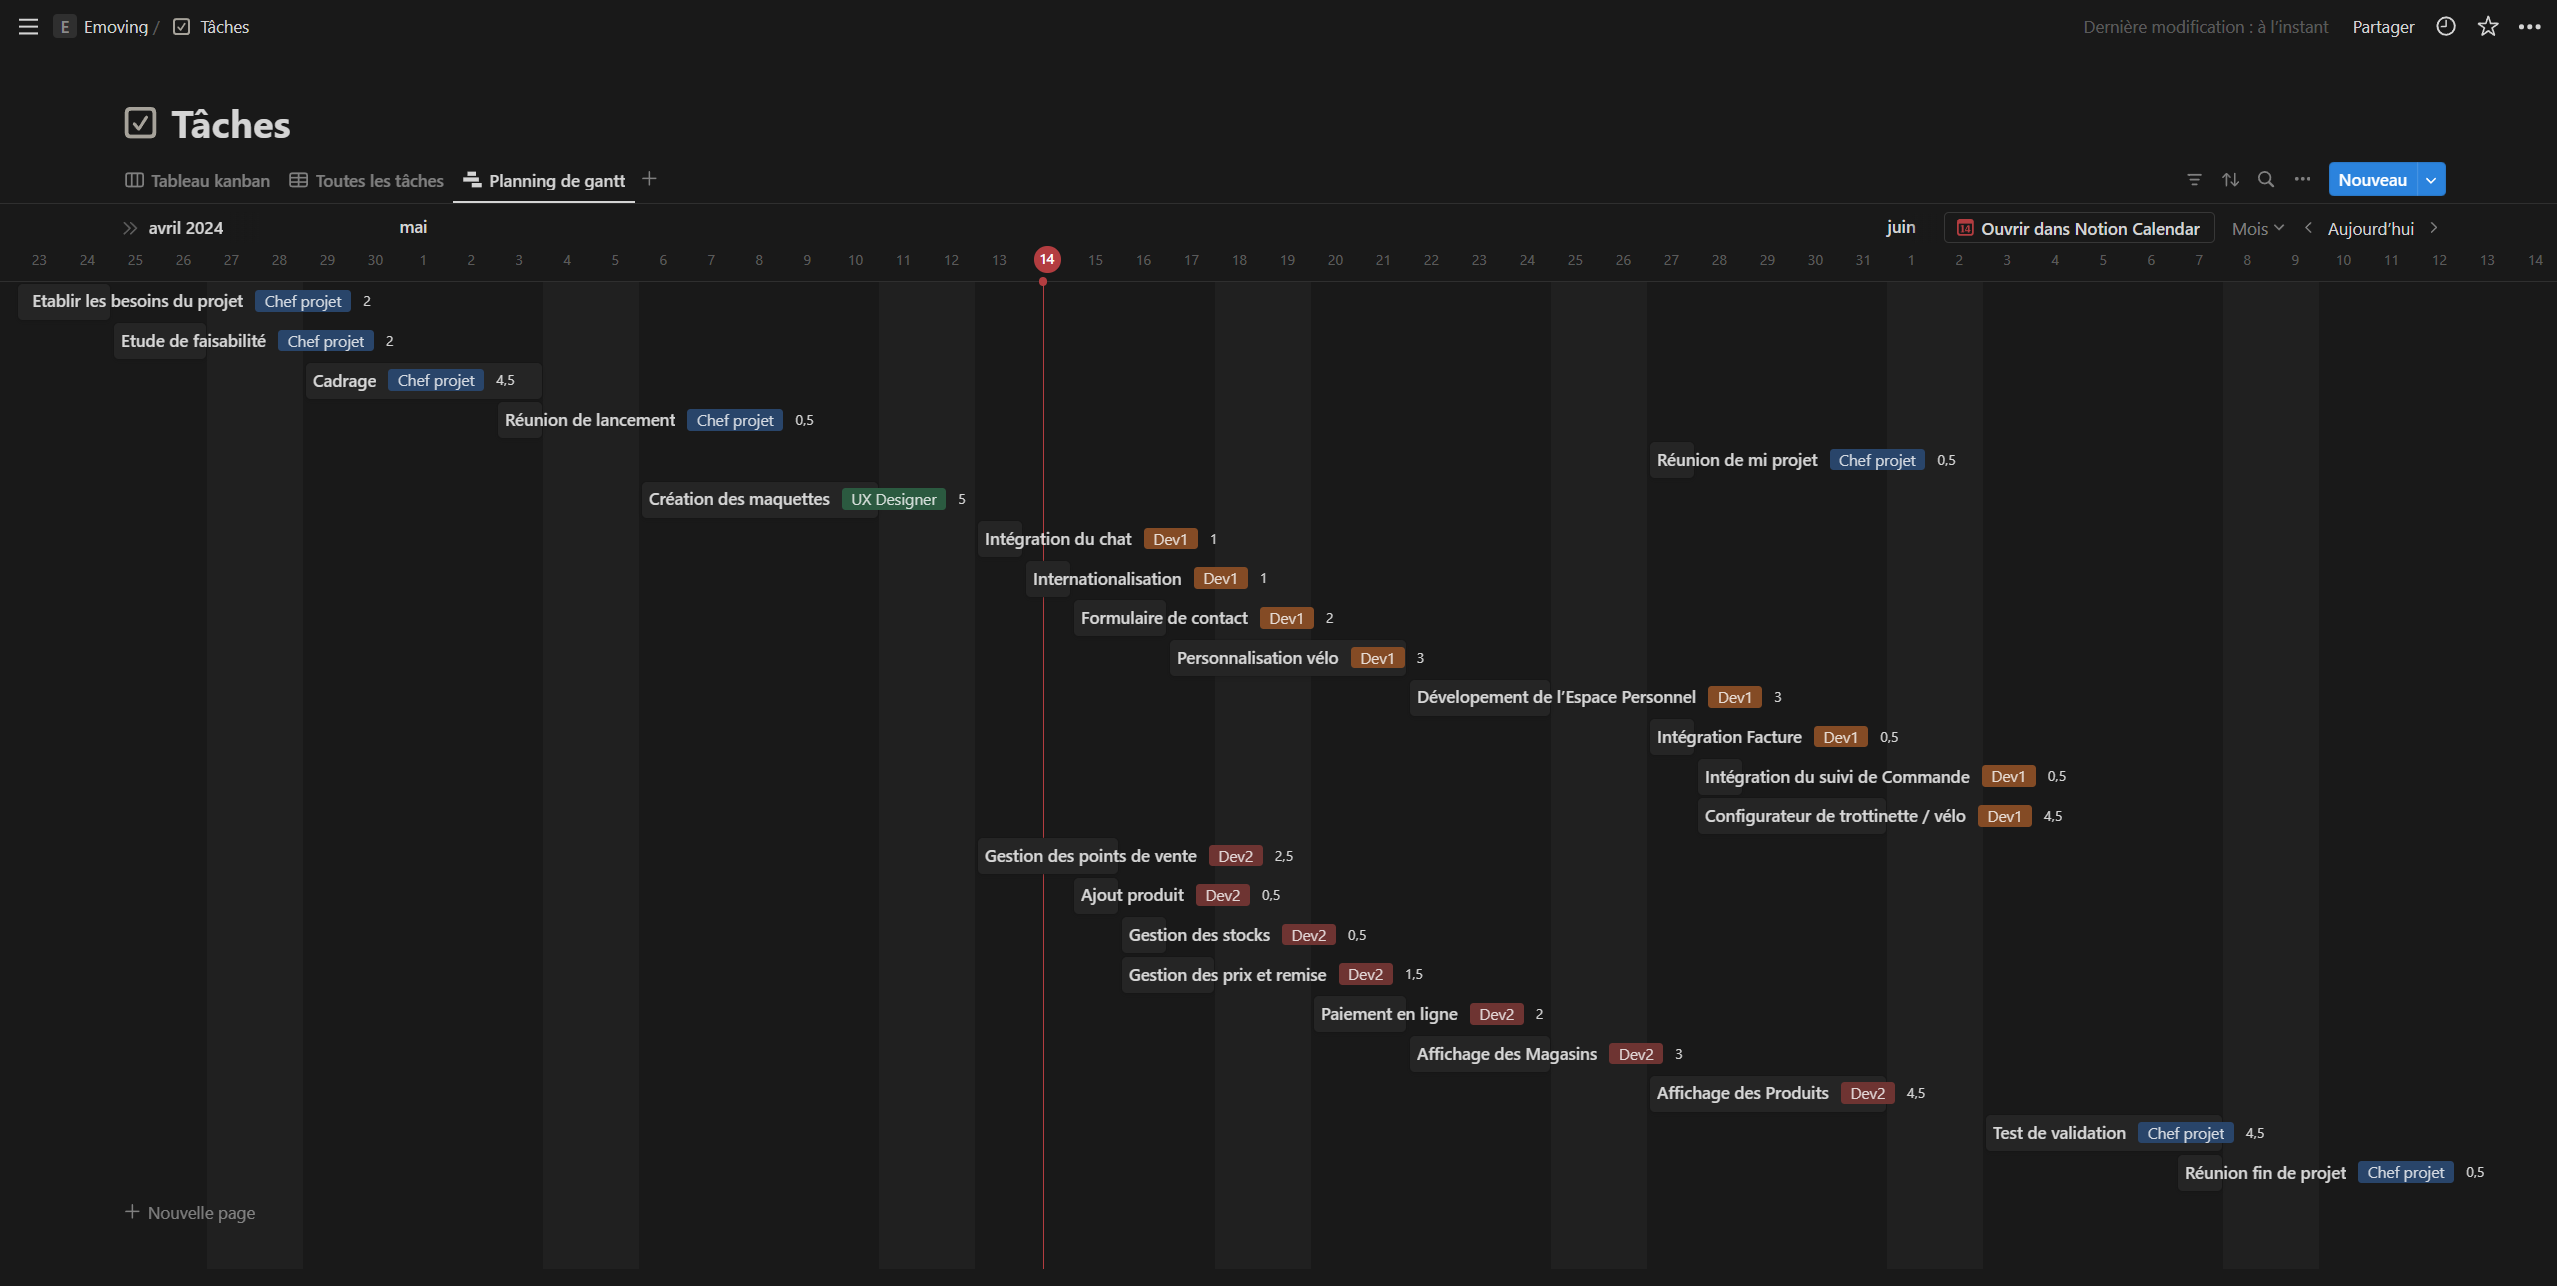 E Emoving / Tâches Dernière modification : à l'instant Partager
Tâches
Tableau kanban Toutes les tâches Planning de gantt Nouveau
avril 2024 mai juin 14 Ouvrir dans Notion Calendar Mois Aujourd'hui
23 24 25 26 27 28 29 30 1 2 3 4 5 6 7 8 9 10 11 12 13 14 15 16 17 18 19 20 21 22 23 24 25 26 27 28 29 30 31 1 2 3 4 5 6 7 8 9 10 11 12 13 14
Etablir les besoins du projet Chef projet 2
Etude de faisabilité Chef projet 2
Cadrage Chef projet 4,5
Réunion de lancement Chef projet 0,5
Réunion de mi projet Chef projet 0,5
Création des maquettes UX Designer 5
Intégration du chat Dev1 1
Internationalisation Dev1 1
Formulaire de contact Dev1 2
Personnalisation vélo Dev1 3
Dévelopement de l'Espace Personnel Dev1 3
Intégration Facture Dev1 0,5
Intégration du suivi de Commande Dev1 0,5
Configurateur de trottinette / vélo Dev1 4,5
Gestion des points de vente Dev2 2,5
Ajout produit Dev2 0,5
Gestion des stocks Dev2 0,5
Gestion des prix et remise Dev2 1,5
Paiement en ligne Dev2 2
Affichage des Magasins Dev2 3
Affichage des Produits Dev2 4,5
Test de validation Chef projet 4,5
Réunion fin de projet Chef projet 0,5
Nouvelle page